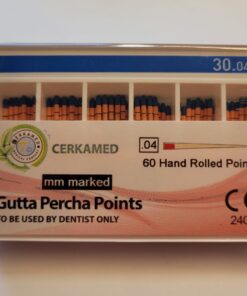 30.04
CERKAMED
.04
60 Hand Rolled Poin
mm marked
Gutta Percha Points
TO BE USED BY DENTIST ONLY
CE
240